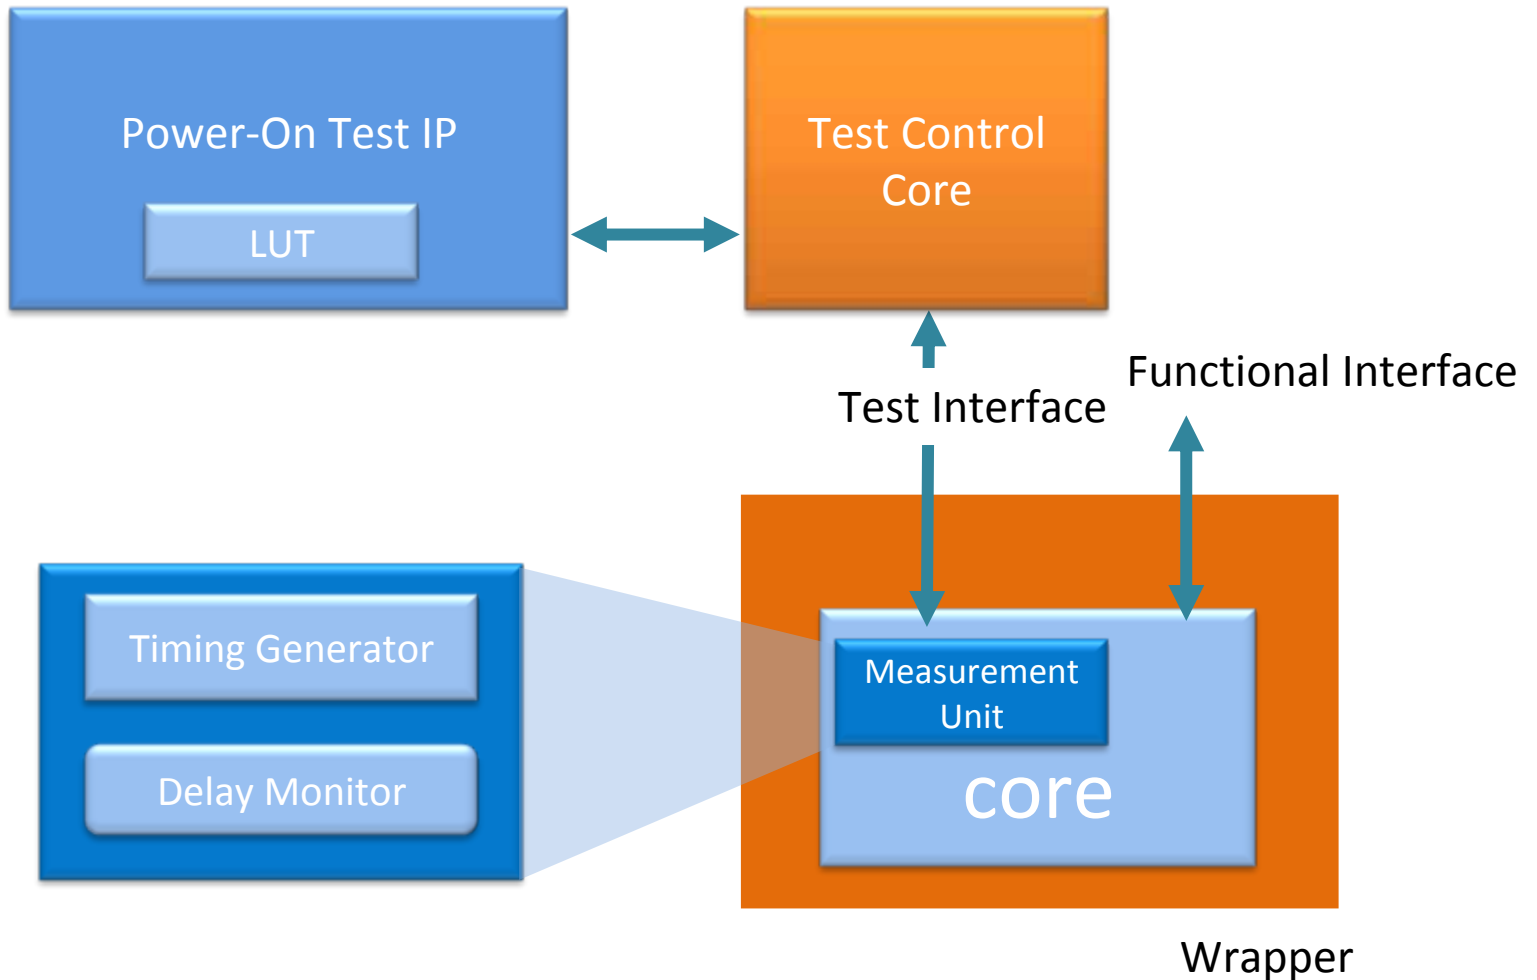 Power-On Test IP
LUT
Test Control
Core
Functional Interface
Test Interface
Timing Generator
Delay Monitor
Measurement
Unit
core
Wrapper